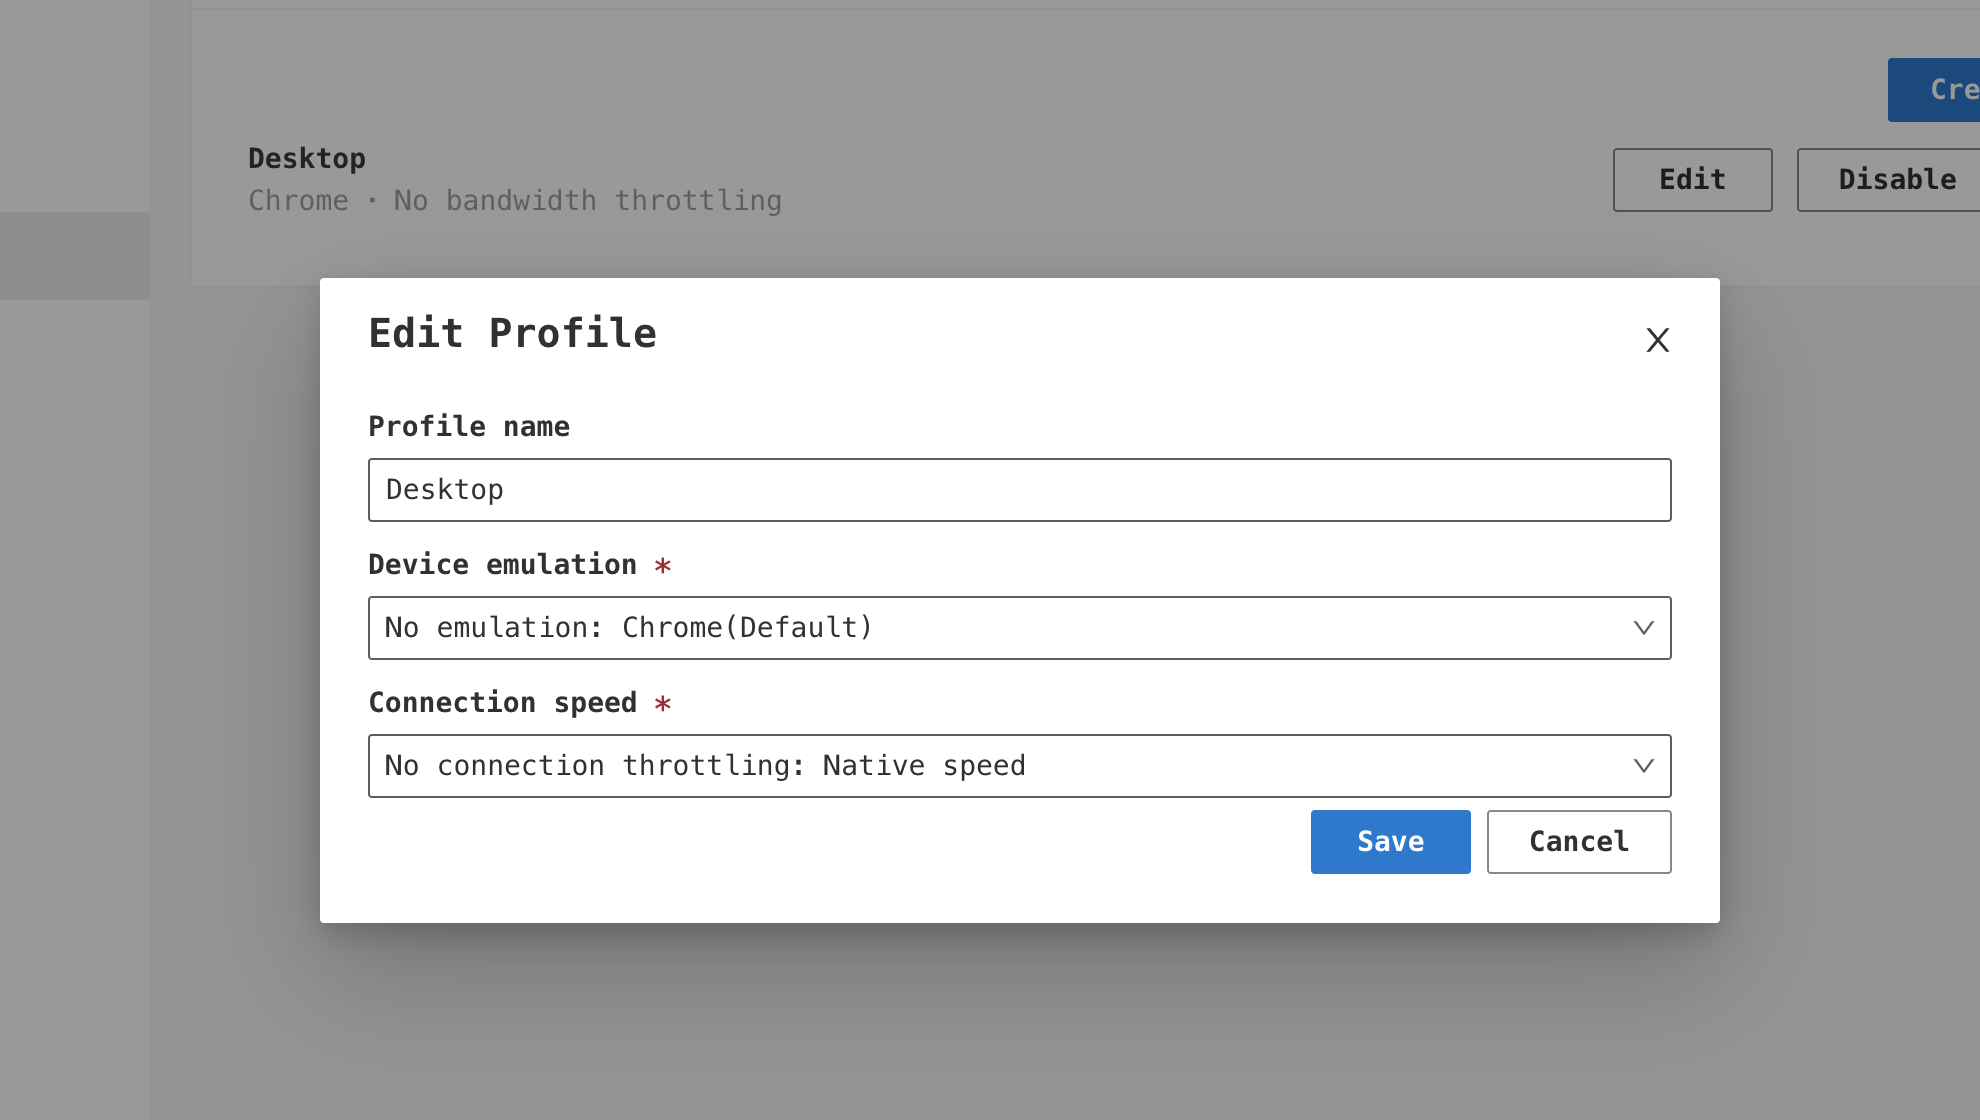 Cre
Desktop
Chrome · No bandwidth throttling
Edit
Disable
Edit Profile
Profile name
Desktop
Device emulation *
No emulation: Chrome(Default)
Connection speed *
No connection throttling: Native speed
Save
Cancel